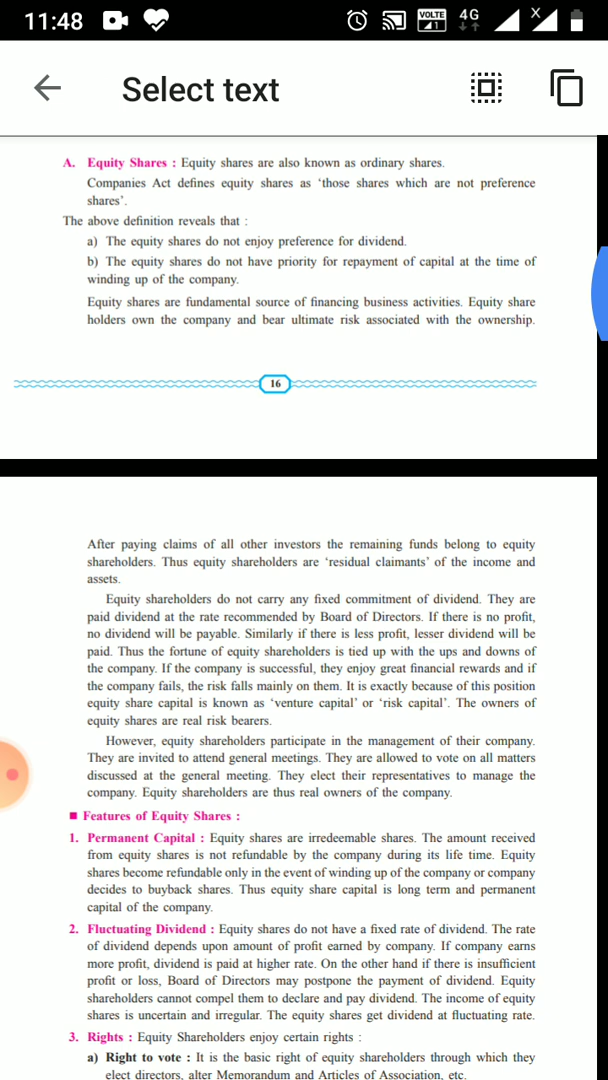 11:48
VOLTE
1
4G
X
Select text
A. Equity Shares : Equity shares are also known as ordinary shares.
Companies Act defines equity shares as ‘those shares which are not preference
shares’.
The above definition reveals that :
a) The equity shares do not enjoy preference for dividend.
b) The equity shares do not have priority for repayment of capital at the time of
winding up of the company.
Equity shares are fundamental source of financing business activities. Equity share
holders own the company and bear ultimate risk associated with the ownership.
16
After paying claims of all other investors the remaining funds belong to equity
shareholders. Thus equity shareholders are ‘residual claimants’ of the income and
assets.
Equity shareholders do not carry any fixed commitment of dividend. They are
paid dividend at the rate recommended by Board of Directors. If there is no profit,
no dividend will be payable. Similarly if there is less profit, lesser dividend will be
paid. Thus the fortune of equity shareholders is tied up with the ups and downs of
the company. If the company is successful, they enjoy great financial rewards and if
the company fails, the risk falls mainly on them. It is exactly because of this position
equity share capital is known as ‘venture capital’ or ‘risk capital’. The owners of
equity shares are real risk bearers.
However, equity shareholders participate in the management of their company.
They are invited to attend general meetings. They are allowed to vote on all matters
discussed at the general meeting. They elect their representatives to manage the
company. Equity shareholders are thus real owners of the company.
■ Features of Equity Shares :
1. Permanent Capital : Equity shares are irredeemable shares. The amount received
from equity shares is not refundable by the company during its life time. Equity
shares become refundable only in the event of winding up of the company or company
decides to buyback shares. Thus equity share capital is long term and permanent
capital of the company.
2. Fluctuating Dividend : Equity shares do not have a fixed rate of dividend. The rate
of dividend depends upon amount of profit earned by company. If company earns
more profit, dividend is paid at higher rate. On the other hand if there is insufficient
profit or loss, Board of Directors may postpone the payment of dividend. Equity
shareholders cannot compel them to declare and pay dividend. The income of equity
shares is uncertain and irregular. The equity shares get dividend at fluctuating rate.
3. Rights : Equity Shareholders enjoy certain rights :
a) Right to vote : It is the basic right of equity shareholders through which they
elect directors, alter Memorandum and Articles of Association, etc.